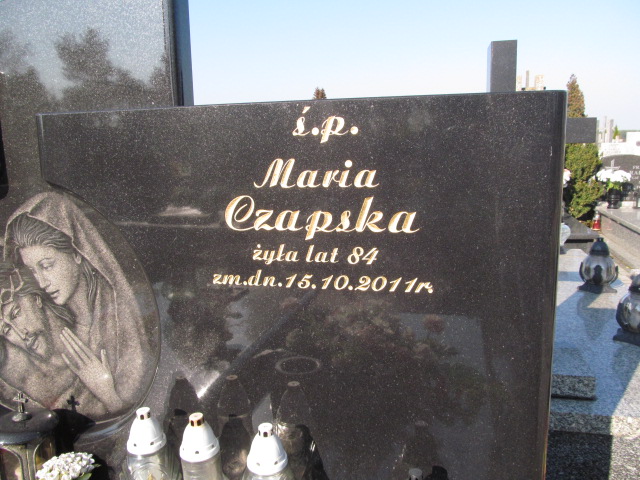 ś.p.
Maria
Czapska
żyła lat 84
zm.dn.15.10.2011r.